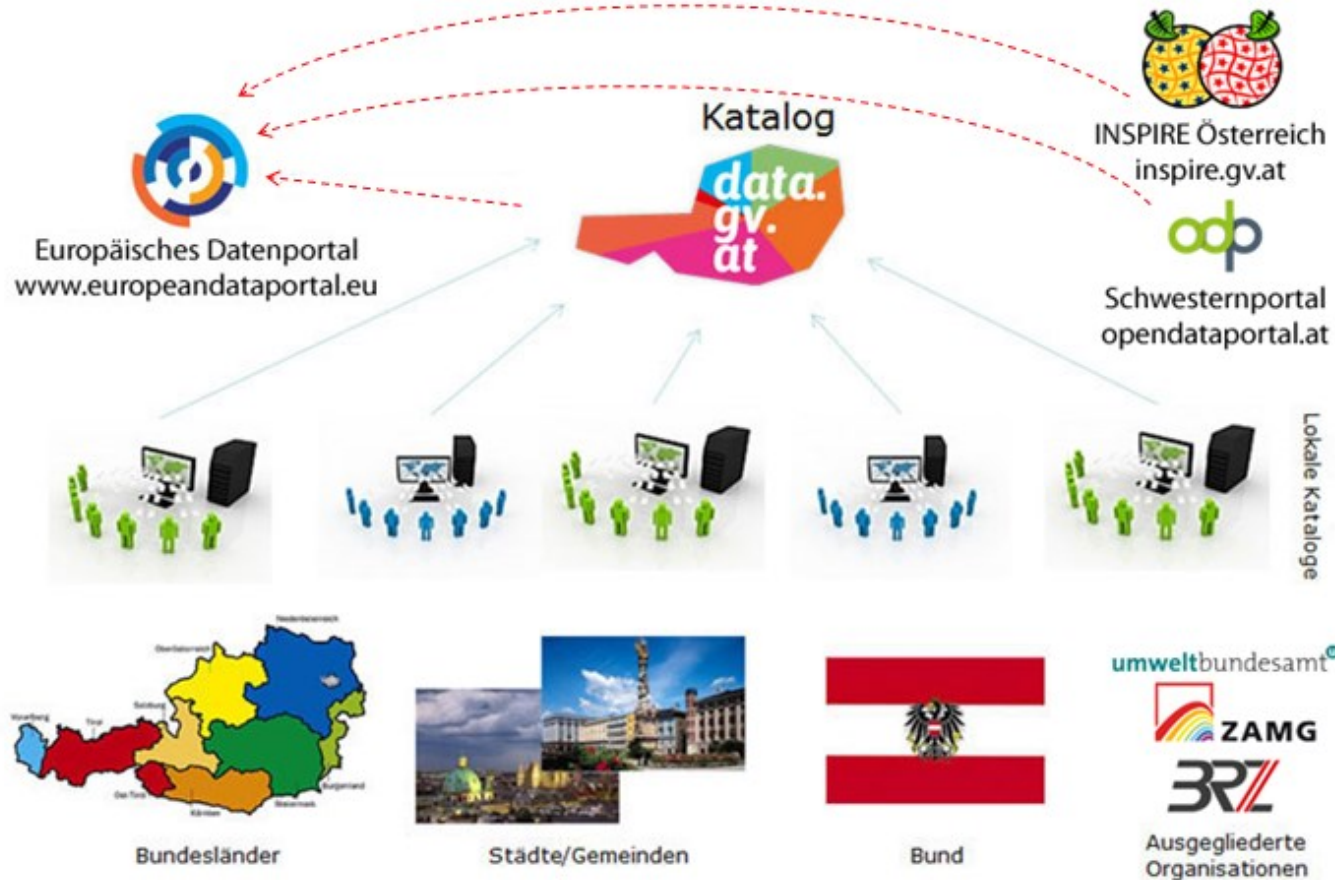 Katalog
data.
gv.
at
Europäisches Datenportal
www.europeandataportal.eu
INSPIRE Österreich
inspire.gv.at
odp
Schwesternportal
opendataportal.at
Lokale Kataloge
Niederösterreich
Oberösterreich
Salzburg
Vorarlberg
Tirol
Ost-Tirol
Kärnten
Steiermark
Burgenland
umweltbundesamt
ZAMG
BRZ
Bundesländer
Städte/Gemeinden
Bund
Ausgegliederte
Organisationen